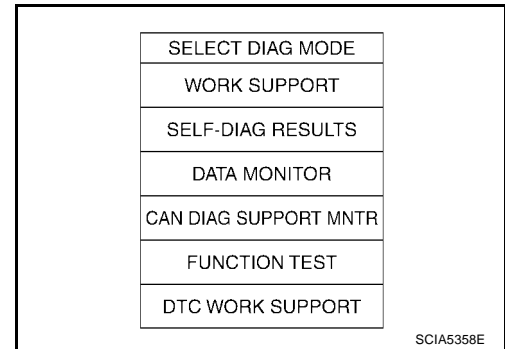 SELECT DIAG MODE
WORK SUPPORT
SELF-DIAG RESULTS
DATA MONITOR
CAN DIAG SUPPORT MNTR
FUNCTION TEST
DTC WORK SUPPORT
SCIA5358E